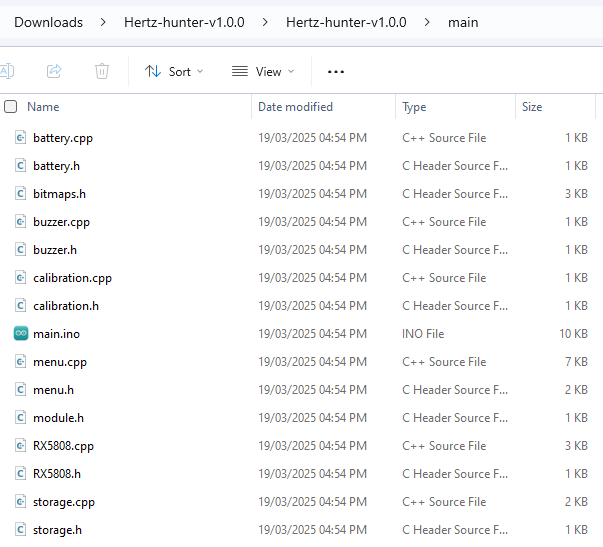 Downloads > Hertz-hunter-v1.0.0 > Hertz-hunter-v1.0.0 > main
Sort View ...
Name Date modified Type Size
battery.cpp 19/03/2025 04:54 PM C++ Source File 1 KB
battery.h 19/03/2025 04:54 PM C Header Source F... 1 KB
bitmaps.h 19/03/2025 04:54 PM C Header Source F... 3 KB
buzzer.cpp 19/03/2025 04:54 PM C++ Source File 1 KB
buzzer.h 19/03/2025 04:54 PM C Header Source F... 1 KB
calibration.cpp 19/03/2025 04:54 PM C++ Source File 1 KB
calibration.h 19/03/2025 04:54 PM C Header Source F... 1 KB
main.ino 19/03/2025 04:54 PM INO File 10 KB
menu.cpp 19/03/2025 04:54 PM C++ Source File 7 KB
menu.h 19/03/2025 04:54 PM C Header Source F... 2 KB
module.h 19/03/2025 04:54 PM C Header Source F... 1 KB
RX5808.cpp 19/03/2025 04:54 PM C++ Source File 3 KB
RX5808.h 19/03/2025 04:54 PM C Header Source F... 1 KB
storage.cpp 19/03/2025 04:54 PM C++ Source File 2 KB
storage.h 19/03/2025 04:54 PM C Header Source F... 1 KB